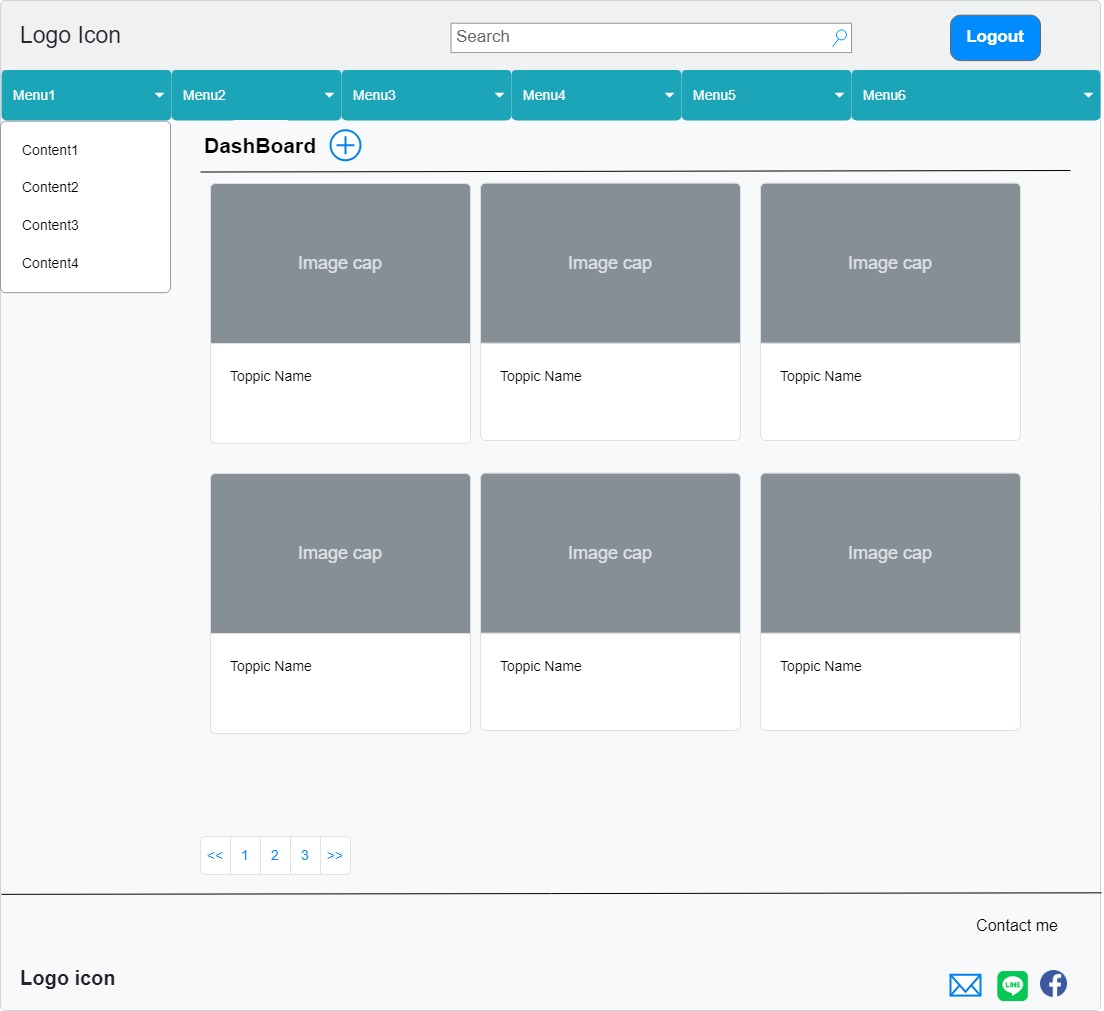 Logo Icon
Search
Logout
Menu1
Menu2
Menu3
Menu4
Menu5
Menu6
Content1
Content2
Content3
Content4
DashBoard
Image cap
Image cap
Image cap
Toppic Name
Toppic Name
Toppic Name
Image cap
Image cap
Image cap
Toppic Name
Toppic Name
Toppic Name
<< 1 2 3 >>
Contact me
Logo icon
LINE